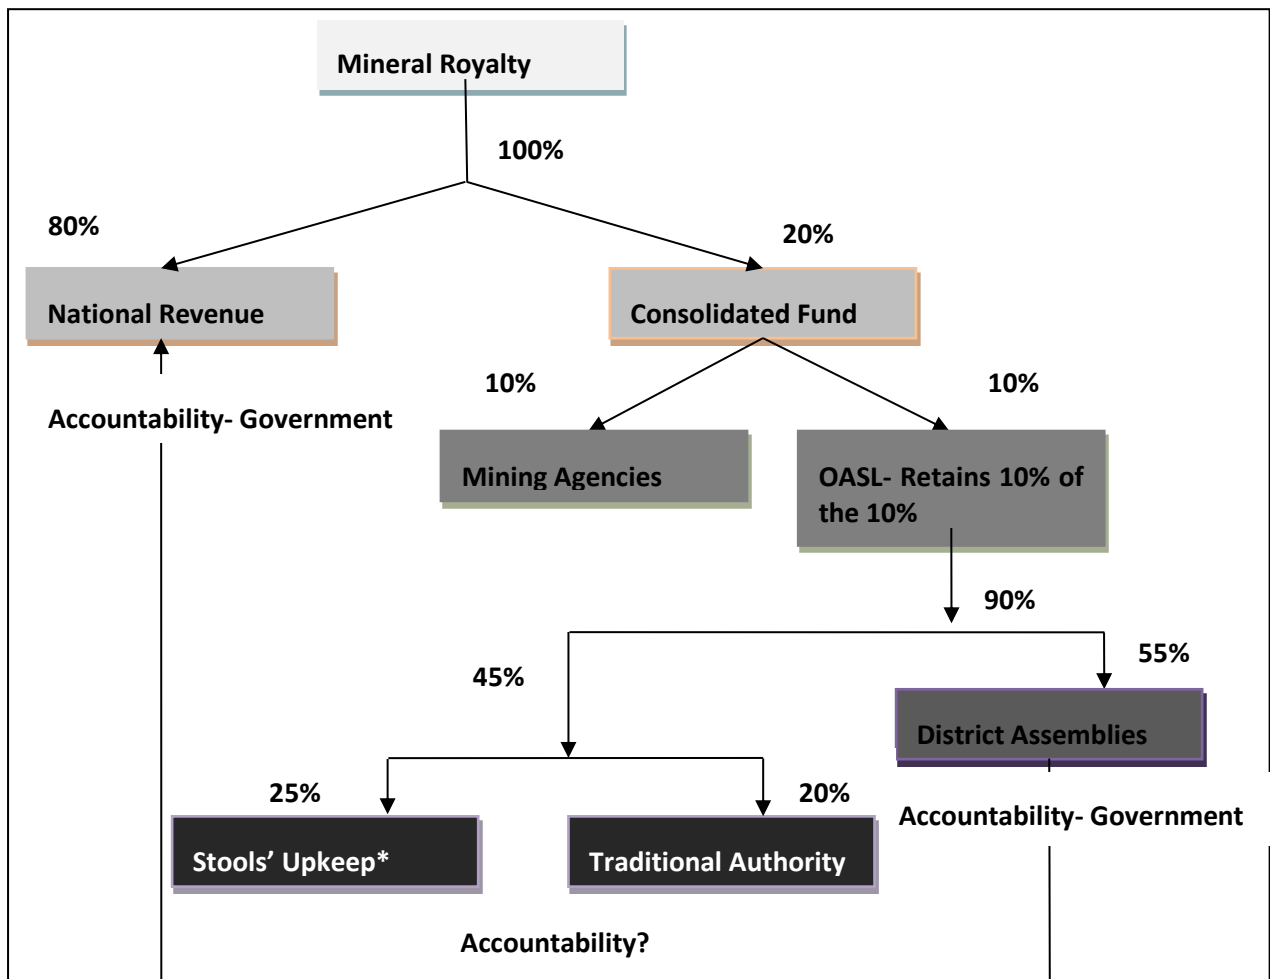 Mineral Royalty
100%
80%
20%
National Revenue
Consolidated Fund
10%
10%
Accountability- Government
Mining Agencies
OASL- Retains 10% of
the 10%
90%
45%
55%
District Assemblies
25%
20%
Accountability- Government
Stools’ Upkeep*
Traditional Authority
Accountability?